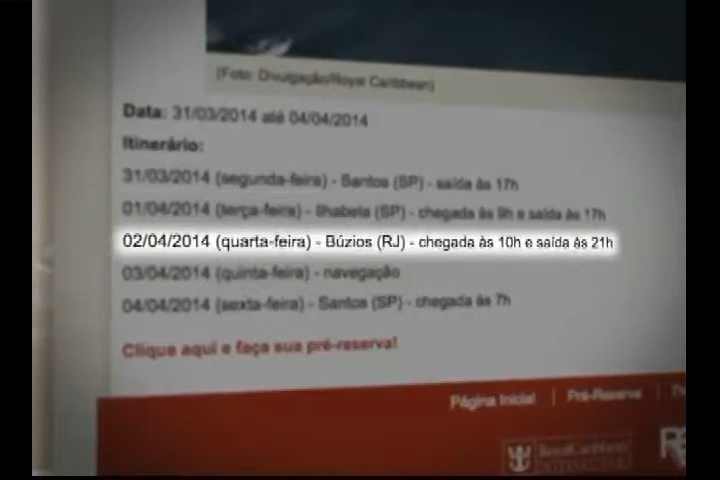 (Foto: Divulgação/Royal Caribbean)
Data: 31/03/2014 até 04/04/2014
Itinerário:
31/03/2014 (segunda-feira) - Santos (SP) - saída às 17h
01/04/2014 (terça-feira) - Ilhabela (SP) - chegada às 9h e saída às 17h
02/04/2014 (quarta-feira) - Búzios (RJ) - chegada às 10h e saída às 21h
03/04/2014 (quinta-feira) - navegação
04/04/2014 (sexta-feira) - Santos (SP) - chegada às 7h
Clique aqui e faça sua pré-reserva!
Página Inicial | Pré-Reserva |
RoyalCaribbean